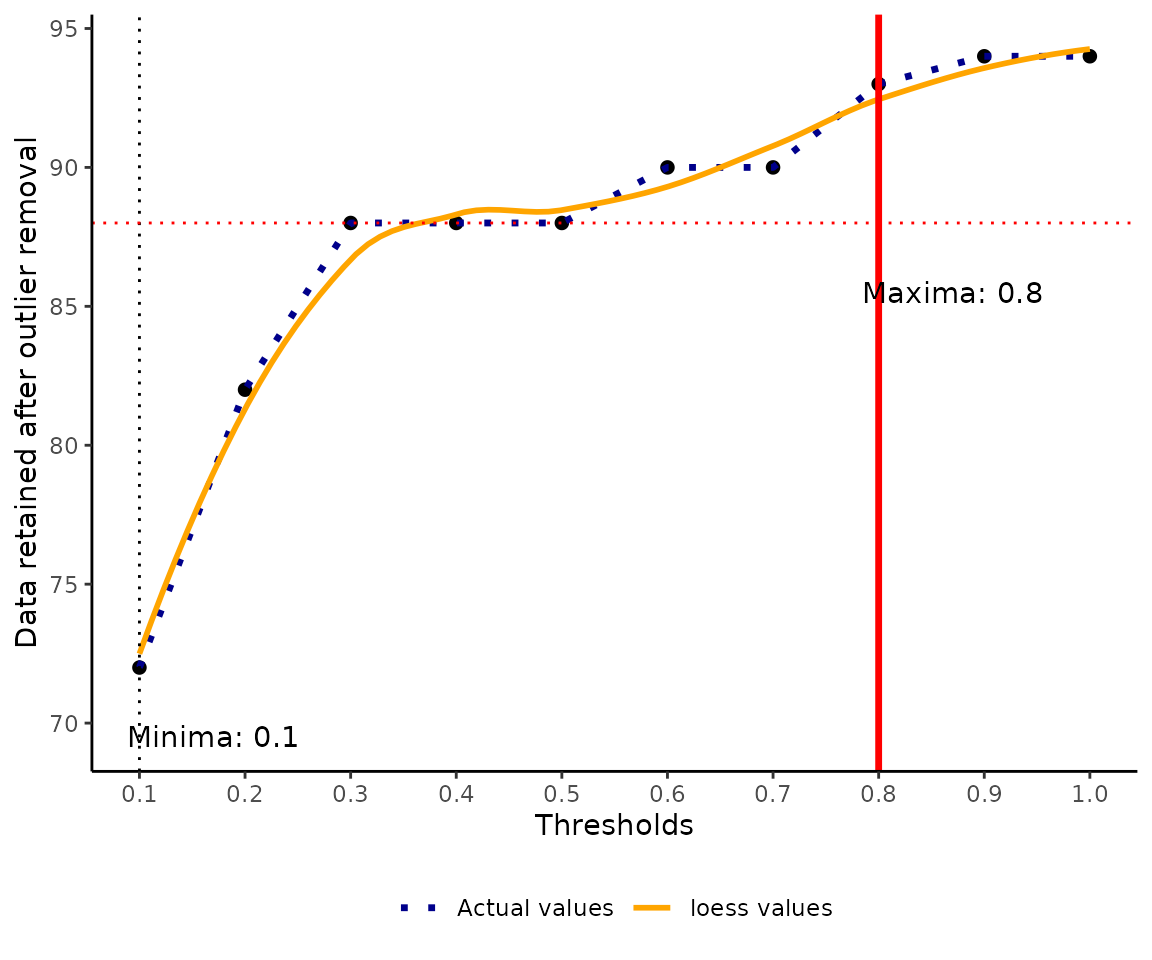 Data retained after outlier removal
95
90
85
80
75
70
Maxima: 0.8
Minima: 0.1
0.1 0.2 0.3 0.4 0.5 0.6 0.7 0.8 0.9 1.0
Thresholds
Actual values loess values